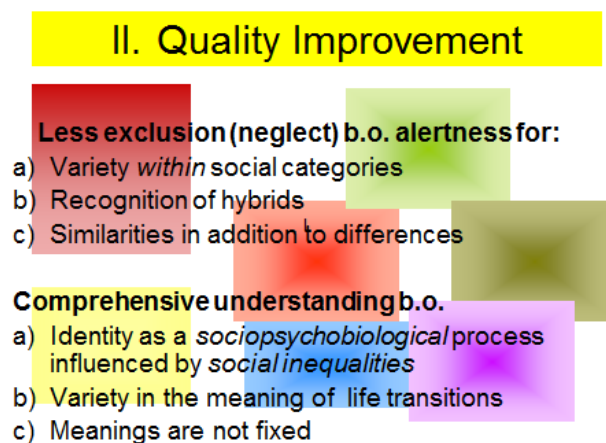 II. Quality Improvement
Less exclusion (neglect) b.o. alertness for:
a) Variety within social categories
b) Recognition of hybrids
c) Similarities in addition to differences
Comprehensive understanding b.o.
a) Identity as a sociopsychobiological process
influenced by social inequalities
b) Variety in the meaning of life transitions
c) Meanings are not fixed